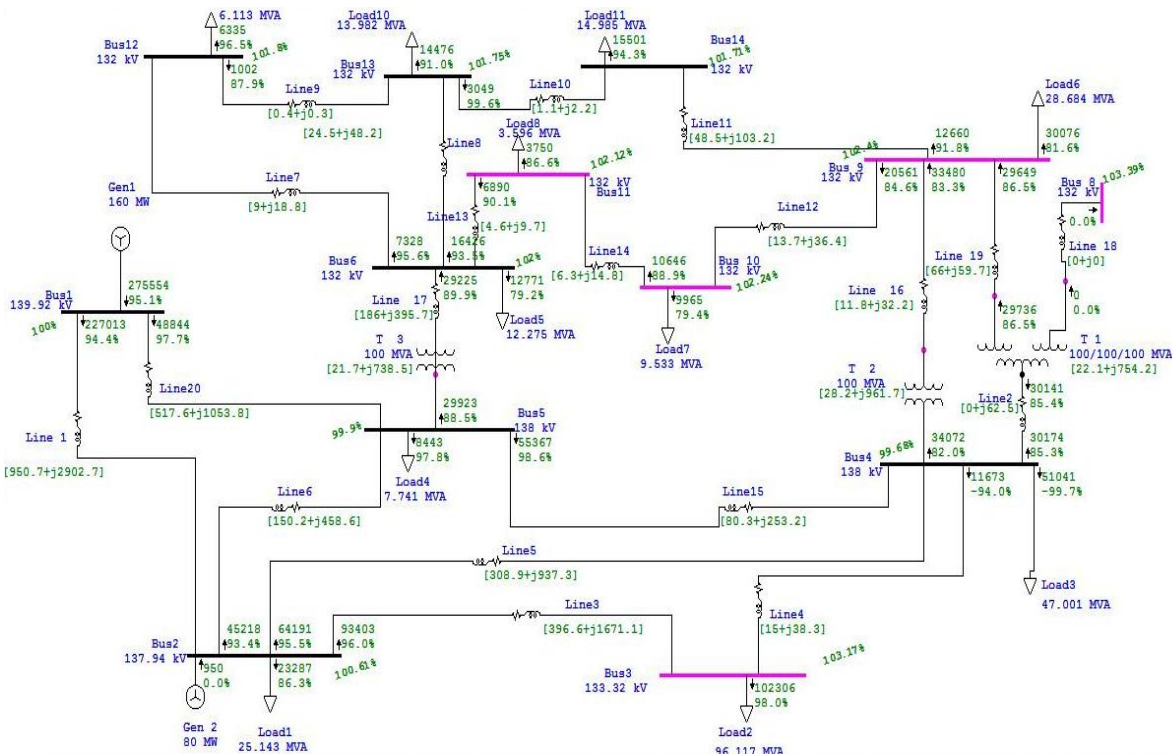 6.113 MVA
6335
96.5%
Bus12
132 kV
101.8%
1002
87.9%
Line9
[0.4+j0.3]
Load10
13.982 MVA
14476
91.0%
101.75%
Bus13
132 kV
3049
99.6%
[24.5+j48.2]
Line8
Line10
[1.1+j2.2]
Load11
14.985 MVA
15501
94.3%
Bus14
101.71%
132 kV
Line11
[48.5+j103.2]
Load6
28.684 MVA
12660
91.8%
30076
81.6%
102.4%
Bus 9
132 kV
20561
84.6%
33480
83.3%
29649
86.5%
Load8
3.596 MVA
3750
86.6%
102.12%
132 kV
Bus11
6890
90.1%
Line13
[4.6+j9.7]
Line14
[6.3+j14.8]
Line12
[13.7+j36.4]
Bus 8
132 kV
103.39%
0.0%
Line 18
[0+j0]
Line 19
[66+j59.7]
Line 16
[11.8+j32.2]
Gen1
160 MW
Line7
[9+j18.8]
7328
95.6%
16426
93.5%
Bus6
132 kV
102%
29225
89.9%
12771
79.2%
Line 17
[186+j395.7]
Load5
12.275 MVA
10646
88.9%
Bus 10
132 kV
102.24%
9965
79.4%
Load7
9.533 MVA
29736
86.5%
0
0.0%
T 1
100/100/100 MVA
[22.1+j754.2]
275554
95.1%
Bus1
139.92 kV
100%
227013
94.4%
48844
97.7%
Line20
[517.6+j1053.8]
T 3
100 MVA
[21.7+j738.5]
T 2
100 MVA
[28.2+j961.7]
30141
85.4%
Line2
[0+j62.5]
Line 1
[950.7+j2902.7]
29923
88.5%
Bus5
138 kV
99.9%
8443
97.8%
55367
98.6%
Load4
7.741 MVA
34072
82.0%
30174
85.3%
99.68%
Bus4
138 kV
11673
-94.0%
51041
-99.7%
Line6
[150.2+j458.6]
Line15
[80.3+j253.2]
Line5
[308.9+j937.3]
Load3
47.001 MVA
Line3
[396.6+j1671.1]
Line4
[15+j38.3]
45218
93.4%
64191
95.5%
93403
96.0%
Bus2
137.94 kV
100.61%
950
0.0%
23287
86.3%
Gen 2
80 MW
Load1
25.143 MVA
103.17%
Bus3
133.32 kV
102306
98.0%
Load2
96.117 MVA